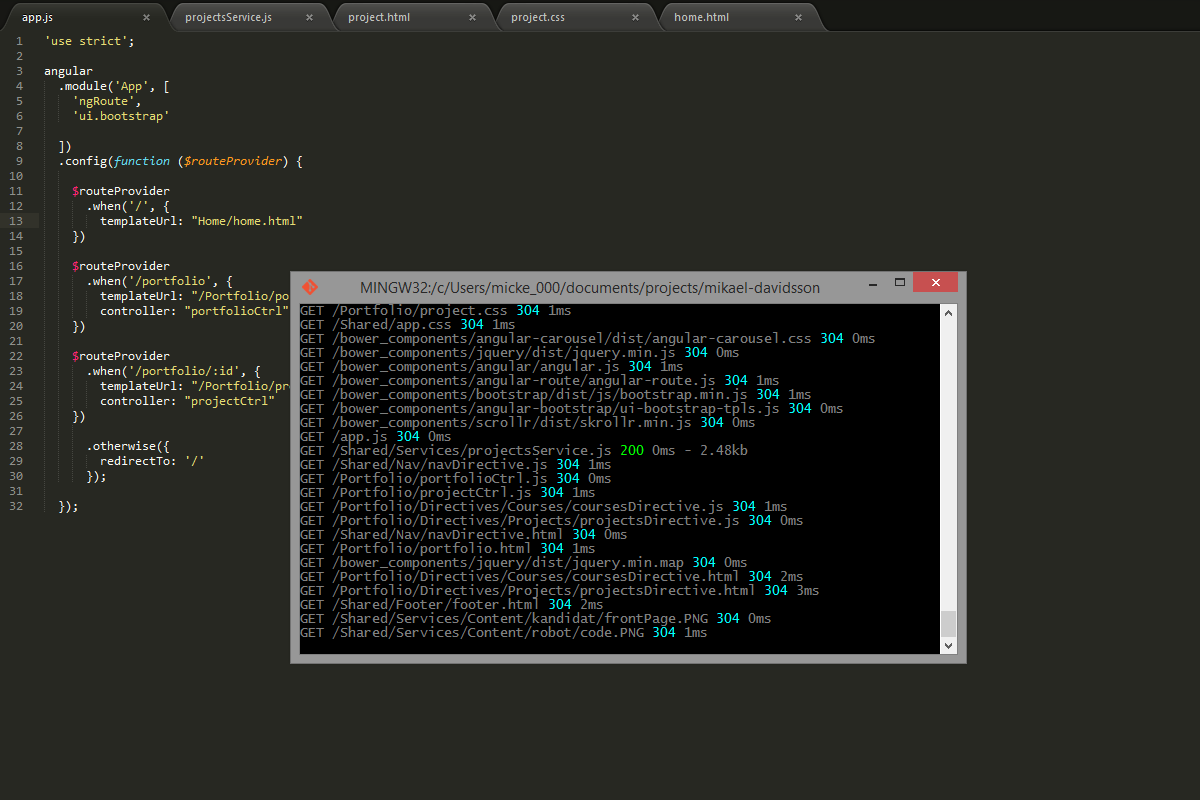 app.js × projectsService.js × project.html × project.css × home.html ×
1 'use strict';
2
3 angular
4 .module('App', [
5 'ngRoute',
6 'ui.bootstrap'
7
8 ])
9 .config(function ($routeProvider) {
10
11 $routeProvider
12 .when('/', {
13 templateUrl: "Home/home.html"
14 })
15
16 $routeProvider
17 .when('/portfolio', {
18 templateUrl: "/Portfolio/po
19 controller: "portfolioCtrl"
20 })
21
22 $routeProvider
23 .when('/portfolio/:id', {
24 templateUrl: "/Portfolio/pr
25 controller: "projectCtrl"
26 })
27
28 .otherwise({
29 redirectTo: '/'
30 });
31
32 });
MINGW32:/c/Users/micke_000/documents/projects/mikael-davidsson
GET /Portfolio/project.css 304 1ms
GET /Shared/app.css 304 1ms
GET /bower_components/angular-carousel/dist/angular-carousel.css 304 0ms
GET /bower_components/jquery/dist/jquery.min.js 304 0ms
GET /bower_components/angular/angular.js 304 1ms
GET /bower_components/angular-route/angular-route.js 304 1ms
GET /bower_components/bootstrap/dist/js/bootstrap.min.js 304 1ms
GET /bower_components/angular-bootstrap/ui-bootstrap-tpls.js 304 0ms
GET /bower_components/scrollr/dist/skrollr.min.js 304 0ms
GET /app.js 304 0ms
GET /Shared/Services/projectsService.js 200 0ms - 2.48kb
GET /Shared/Nav/navDirective.js 304 1ms
GET /Portfolio/portfolioCtrl.js 304 0ms
GET /Portfolio/projectCtrl.js 304 1ms
GET /Portfolio/Directives/Courses/coursesDirective.js 304 1ms
GET /Portfolio/Directives/Projects/projectsDirective.js 304 0ms
GET /Shared/Nav/navDirective.html 304 0ms
GET /Portfolio/portfolio.html 304 1ms
GET /bower_components/jquery/dist/jquery.min.map 304 0ms
GET /Portfolio/Directives/Courses/coursesDirective.html 304 2ms
GET /Portfolio/Directives/Projects/projectsDirective.html 304 3ms
GET /Shared/Footer/footer.html 304 2ms
GET /Shared/Services/Content/kandidat/frontPage.PNG 304 0ms
GET /Shared/Services/Content/robot/code.PNG 304 1ms